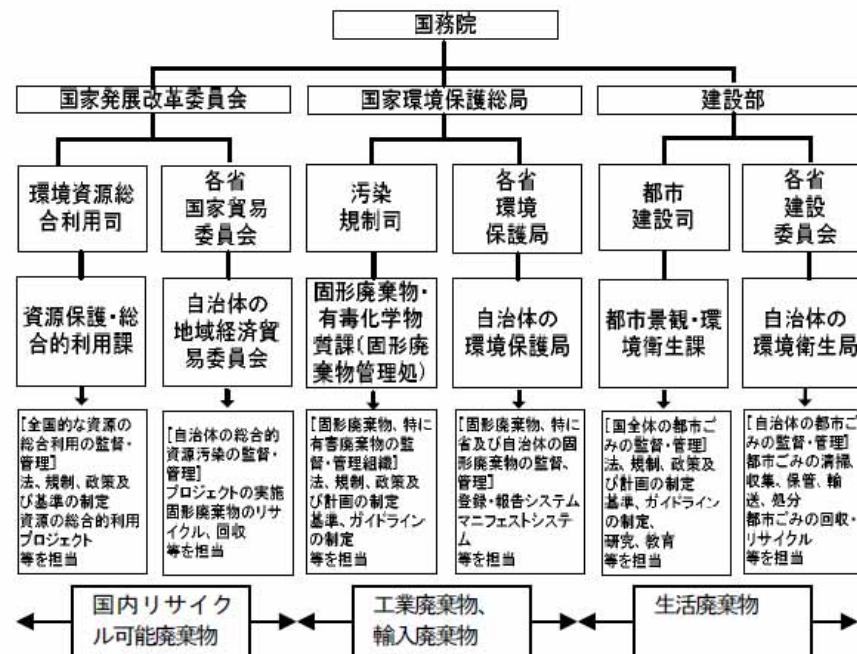 国務院
国家発展改革委員会
国家環境保護総局
建設部
環境資源総
合利用司
各省
国家貿易
委員会
汚染
規制司
各省
環境
保護局
都市
建設司
各省
建設
委員会
資源保護・総
合的利用課
自治体の
地域経済貿
易委員会
固形廃棄物・
有毒化学物
質課(固形廃
棄物管理処)
自治体の
環境保護局
都市景観・環
境衛生課
自治体の
環境衛生局
[全国的な資源の
総合利用の監督・
管理]
法、規制、政策及
び基準の制定
資源の総合的利用
プロジェクト
等を担当
[自治体の総合的
資源汚染の監督・
管理]
プロジェクトの実施
固形廃棄物のリサ
イクル、回収
等を担当
[固形廃棄物、特に
有害廃棄物の監
督・管理組織]
法、規制、政策及
び計画の制定
基準、ガイドライン
の制定
等を担当
[固形廃棄物、特に
省及び自治体の固
形廃棄物の監督、
管理]
登録・報告システム
マニフェストシステ
ム
等を担当
[国全体の都市ご
みの監督・管理]
法、規制、政策及
び計画の制定
基準、ガイドライン
の制定、
研究、教育
等を担当
[自治体の都市ご
みの監督・管理]
都市ごみの清掃、
収集、保管、輸
送、処分
都市ごみの回収・
リサイクル
等を担当
国内リサイク
ル可能廃棄物
工業廃棄物、
輸入廃棄物
生活廃棄物